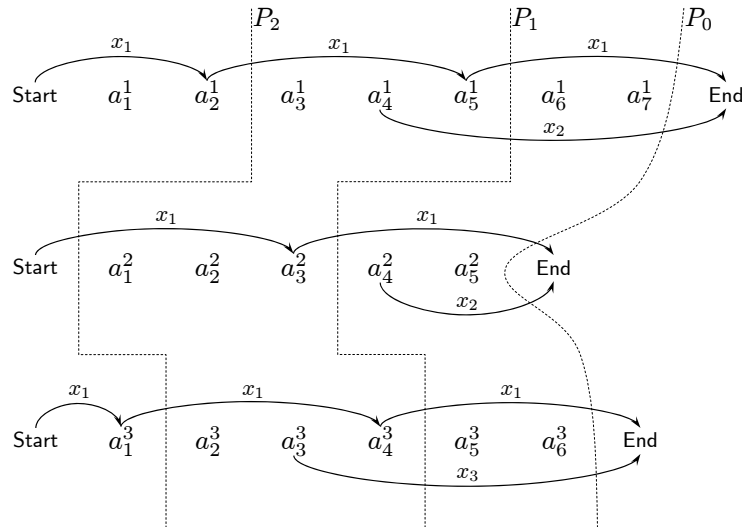 P₂ P₁ P₀
x₁ x₁ x₁
Start a₁¹ a₂¹ a₃¹ a₄¹ a₅¹ a₆¹ a₇¹ End
x₂
x₁ x₁
Start a₁² a₂² a₃² a₄² a₅² End
x₂
x₁ x₁ x₁
Start a₁³ a₂³ a₃³ a₄³ a₅³ a₆³ End
x₃